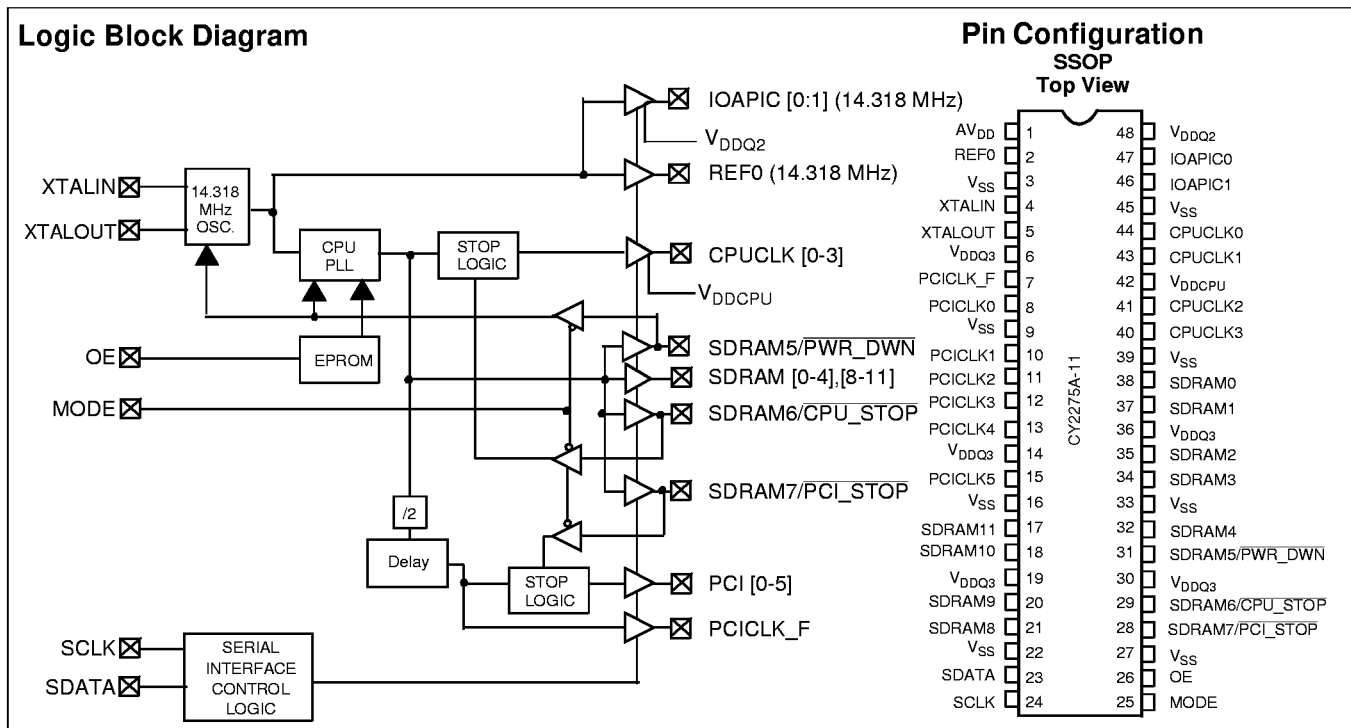 Logic Block Diagram
IOAPIC [0:1] (14.318 MHz)
VDDQ2
REF0 (14.318 MHz)
XTALIN
XTALOUT
14.318
MHz
OSC.
CPU
PLL
STOP
LOGIC
CPUCLK [0-3]
VDDCPU
OE
EPROM
MODE
SDRAM5/PWR_DWN
SDRAM [0-4],[8-11]
SDRAM6/CPU_STOP
SDRAM7/PCI_STOP
/2
Delay
STOP
LOGIC
PCI [0-5]
PCICLK_F
SCLK
SDATA
SERIAL
INTERFACE
CONTROL
LOGIC
Pin Configuration
SSOP
Top View
CY2275A-11
AVDD 1 48 VDDQ2
REF0 2 47 IOAPIC0
VSS 3 46 IOAPIC1
XTALIN 4 45 VSS
XTALOUT 5 44 CPUCLK0
VDDQ3 6 43 CPUCLK1
PCICLK_F 7 42 VDDCPU
PCICLK0 8 41 CPUCLK2
VSS 9 40 CPUCLK3
PCICLK1 10 39 VSS
PCICLK2 11 38 SDRAM0
PCICLK3 12 37 SDRAM1
PCICLK4 13 36 VDDQ3
VDDQ3 14 35 SDRAM2
PCICLK5 15 34 SDRAM3
VSS 16 33 VSS
SDRAM11 17 32 SDRAM4
SDRAM10 18 31 SDRAM5/PWR_DWN
VDDQ3 19 30 VDDQ3
SDRAM9 20 29 SDRAM6/CPU_STOP
SDRAM8 21 28 SDRAM7/PCI_STOP
VSS 22 27 VSS
SDATA 23 26 OE
SCLK 24 25 MODE